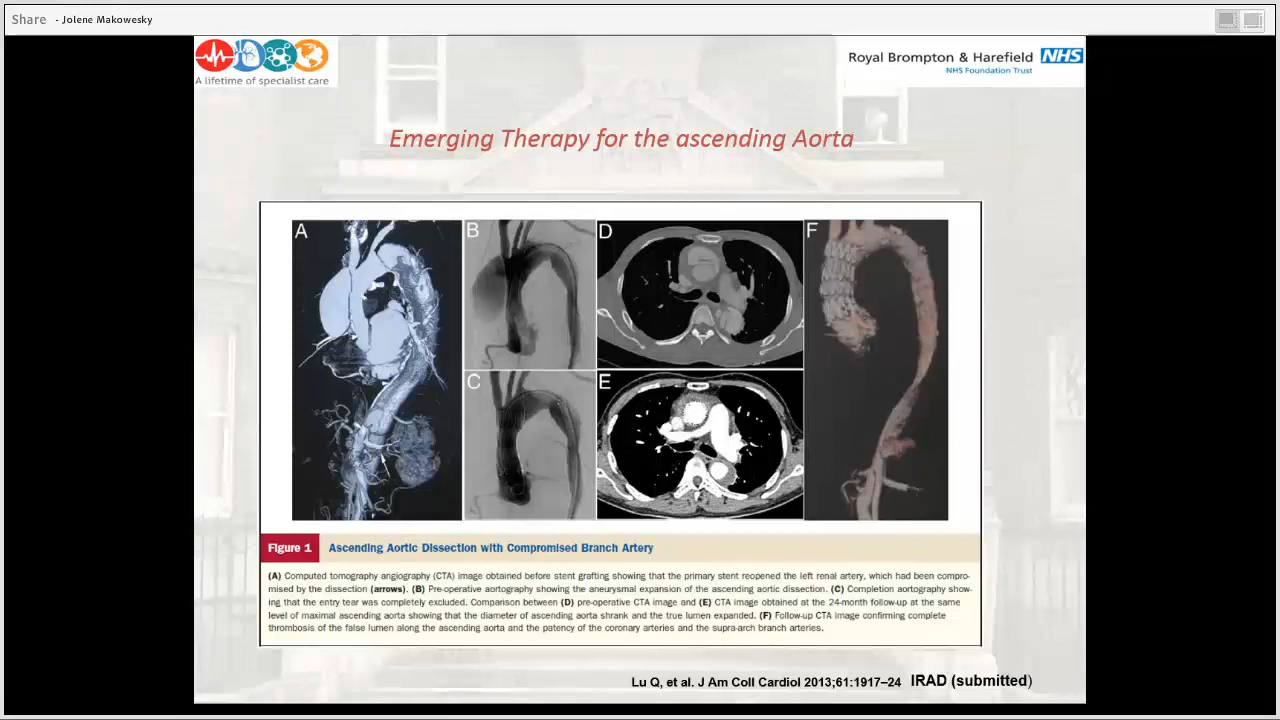 Share - Jolene Makowesky
A lifetime of specialist care
Royal Brompton & Harefield NHS
NHS Foundation Trust
Emerging Therapy for the ascending Aorta
A
B
C
D
E
F
Figure 1 Ascending Aortic Dissection with Compromised Branch Artery
(A) Computed tomography angiography (CTA) image obtained before stent grafting showing that the primary stent reopened the left renal artery, which had been compro-
mised by the dissection (arrows). (B) Pre-operative aortography showing the aneurysmal expansion of the ascending aortic dissection. (C) Completion aortography show-
ing that the entry tear was completely excluded. Comparison between (D) pre-operative CTA image and (E) CTA image obtained at the 24-month follow-up at the same
level of maximal ascending aorta showing that the diameter of ascending aorta shrank and the true lumen expanded. (F) Follow-up CTA image confirming complete
thrombosis of the false lumen along the ascending aorta and the patency of the coronary arteries and the supra-arch branch arteries.
Lu Q, et al. J Am Coll Cardiol 2013;61:1917–24 IRAD (submitted)